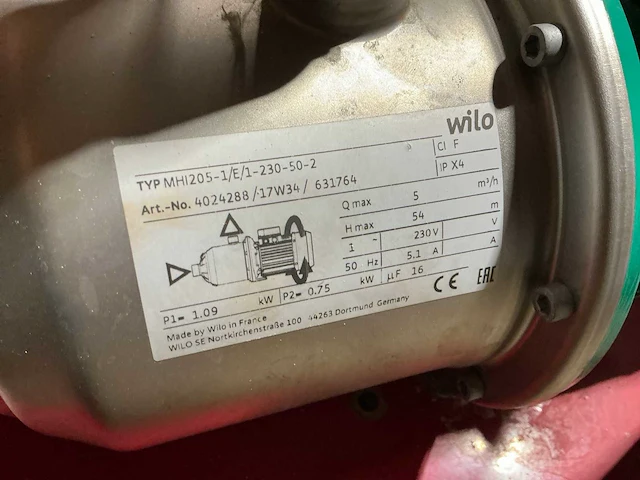 wilo
TYP MHI205-1/E/1-230-50-2
CI F
Art.-No. 4024288 /17W34 / 631764
IP X4
Q max 5 m³/h
H max 54 m
1 ~ 230V V
50 Hz 5.1 A A
P1= 1.09 kW P2= 0.75 kW µF 16
CE EAC
Made by Wilo in France
WILO SE Nortkirchenstraße 100 44263 Dortmund Germany